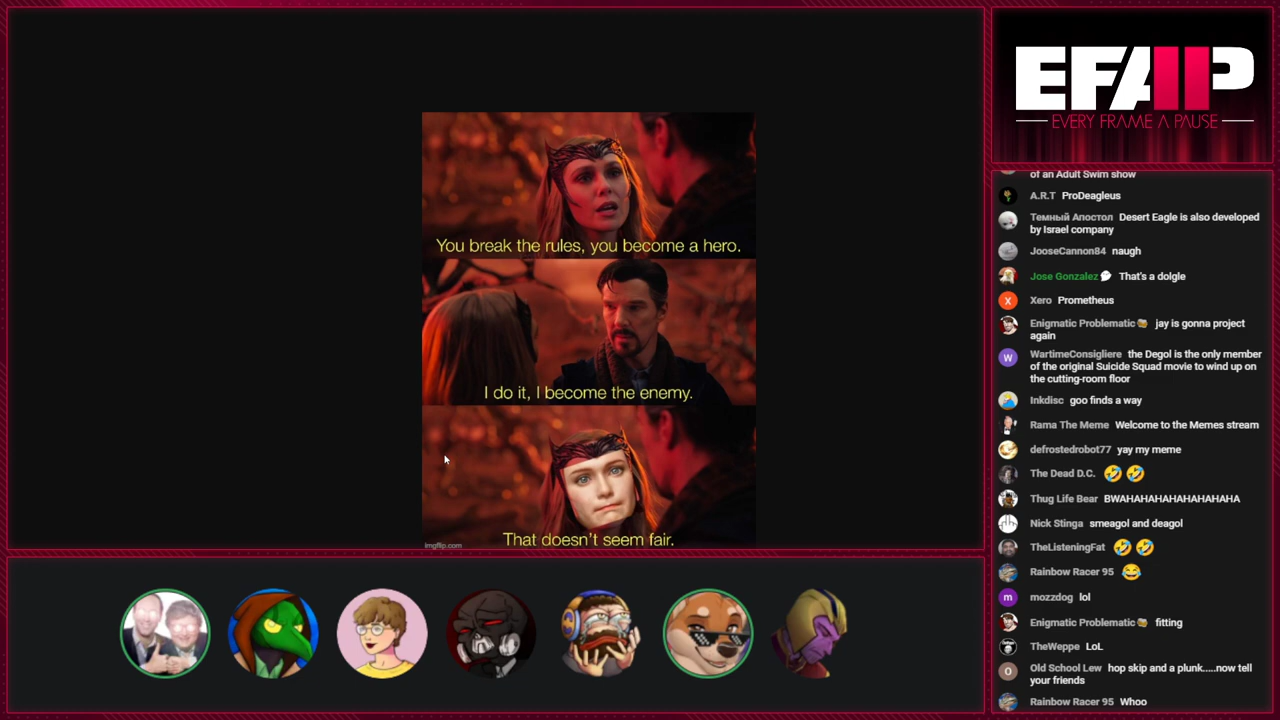 You break the rules, you become a hero.
I do it, I become the enemy.
That doesn't seem fair.
imgflip.com
EFAP
EVERY FRAME A PAUSE
of an Adult Swim show
A.R.T ProDeagleus
Темный Апостол Desert Eagle is also developed
by Israel company
JooseCannon84 naugh
Jose Gonzalez That's a dolgle
X
Xero Prometheus
Enigmatic Problematic jay is gonna project
again
W
WartimeConsigliere the Degol is the only member
of the original Suicide Squad movie to wind up on
the cutting-room floor
Inkdisc goo finds a way
Rama The Meme Welcome to the Memes stream
defrostedrobot77 yay my meme
The Dead D.C. 🤣 🤣
Thug Life Bear BWAHAHAHAHAHAHAHA
Nick Stinga smeagol and deagol
TheListeningFat 🤣 🤣
Rainbow Racer 95 😂
m
mozzdog lol
Enigmatic Problematic fitting
TheWeppe LoL
O
Old School Lew hop skip and a plunk.....now tell
your friends
Rainbow Racer 95 Whoo